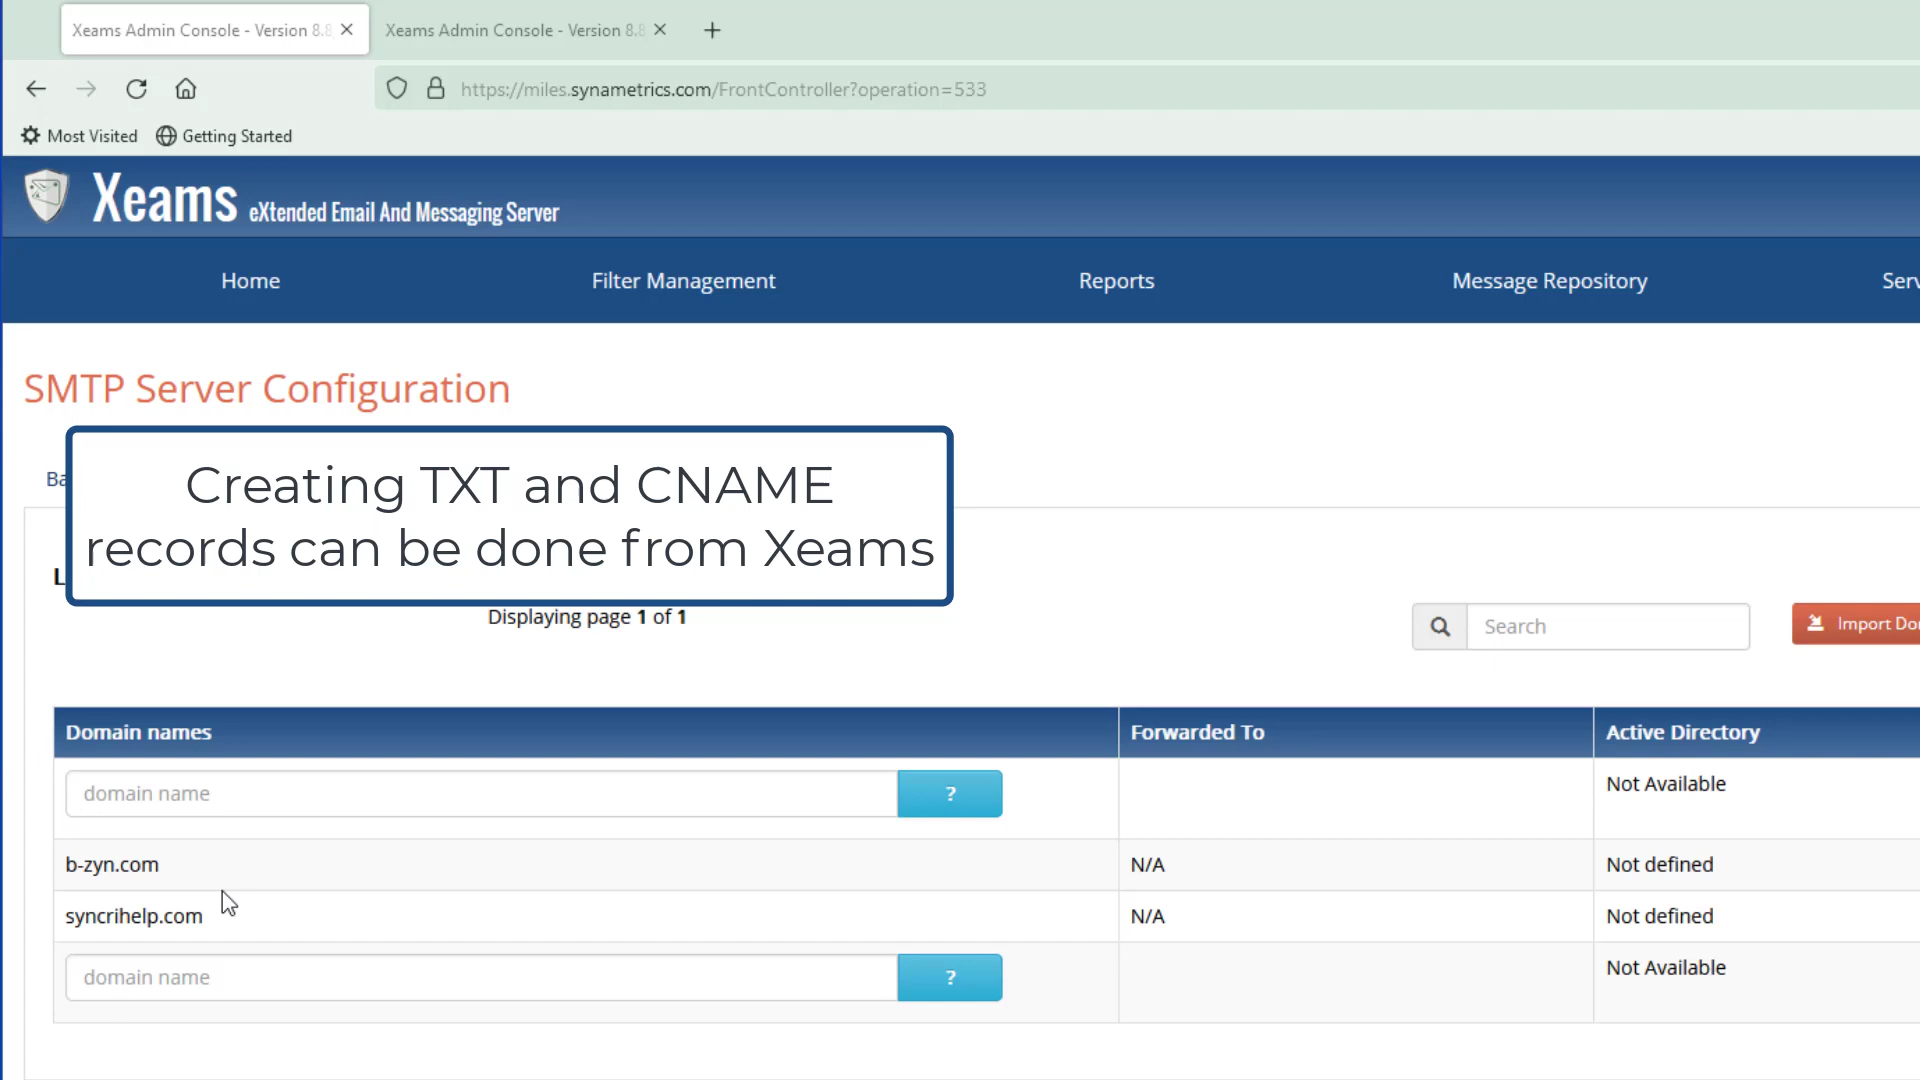 Xeams Admin Console - Version 8.8
Xeams Admin Console - Version 8.8
https://miles.synametrics.com/FrontController?operation=533
Most Visited
Getting Started
Xeams eXtended Email And Messaging Server
Home
Filter Management
Reports
Message Repository
Serv
SMTP Server Configuration
Ba
Creating TXT and CNAME
records can be done from Xeams
L
Displaying page 1 of 1
Search
Import Do
Domain names
Forwarded To
Active Directory
domain name
?
Not Available
b-zyn.com
N/A
Not defined
syncrihelp.com
N/A
Not defined
domain name
?
Not Available